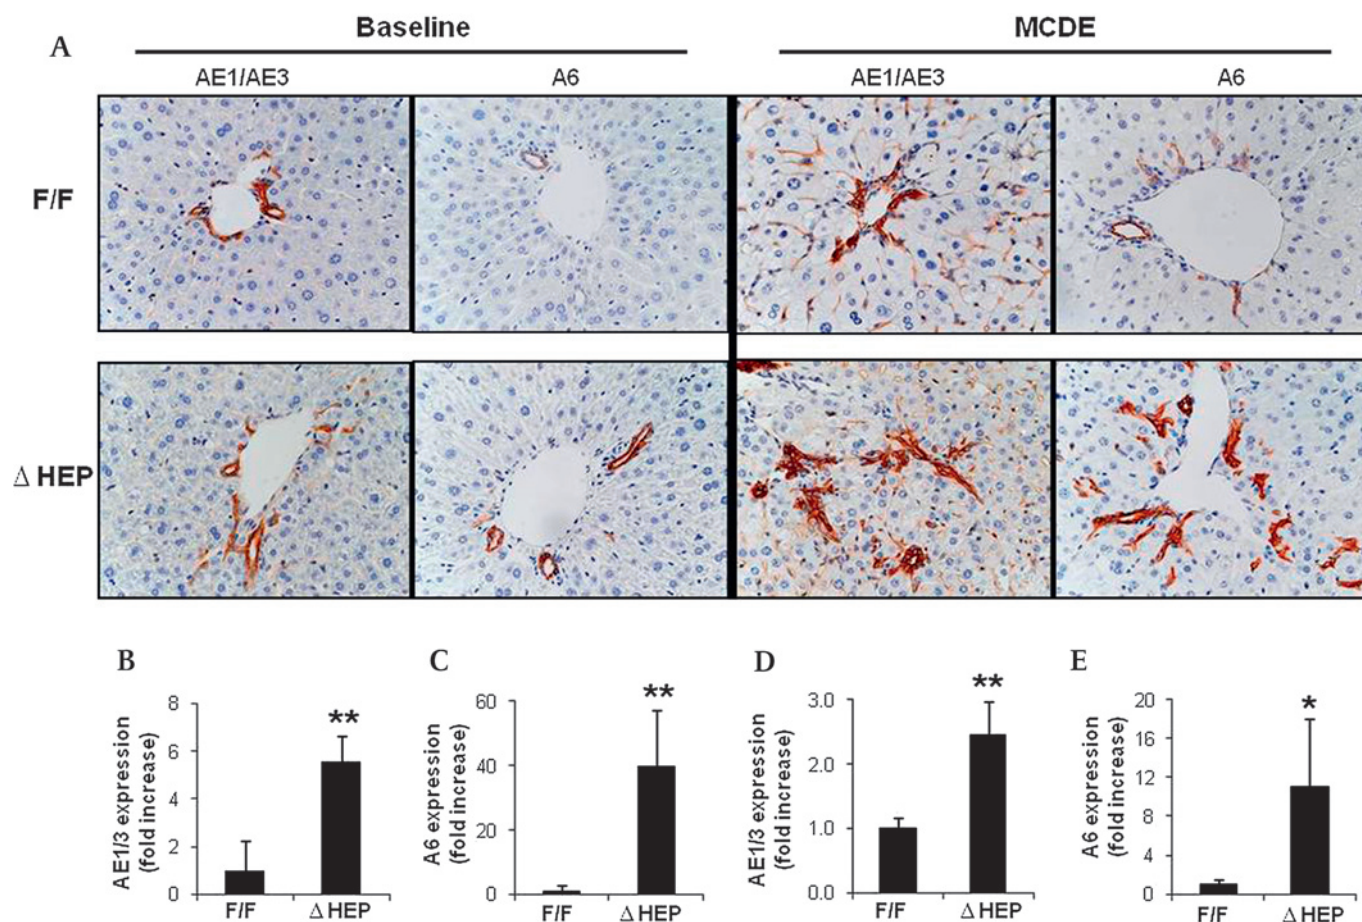 A
Baseline
MCDE
AE1/AE3
A6
AE1/AE3
A6
F/F
Δ HEP
B
AE1/3 expression
(fold increase)
8
6
4
2
0
**
F/F
Δ HEP
C
A6 expression
(fold increase)
60
40
20
0
**
F/F
Δ HEP
D
AE1/3 expression
(fold increase)
3.0
2.0
1.0
0.0
**
F/F
Δ HEP
E
A6 expression
(fold increase)
20
16
12
8
4
0
*
F/F
Δ HEP